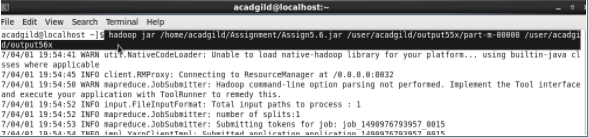 acadgild@localhost:~
File Edit View Search Terminal Help
acadgild@localhost ~]$ hadoop jar /home/acadgild/Assignment/Assign5.6.jar /user/acadgild/output55x/part-m-00000 /user/acadgi
d/output56x
7/04/01 19:54:41 WARN util.NativeCodeLoader: Unable to load native-hadoop library for your platform... using builtin-java cl
sses where applicable
7/04/01 19:54:45 INFO client.RMProxy: Connecting to ResourceManager at /0.0.0.0:8032
7/04/01 19:54:50 WARN mapreduce.JobSubmitter: Hadoop command-line option parsing not performed. Implement the Tool interface
and execute your application with ToolRunner to remedy this.
7/04/01 19:54:52 INFO input.FileInputFormat: Total input paths to process : 1
7/04/01 19:54:52 INFO mapreduce.JobSubmitter: number of splits:1
7/04/01 19:54:53 INFO mapreduce.JobSubmitter: Submitting tokens for job: job_1490976793957_0015
7/04/01 19:54:54 INFO impl.YarnClientImpl: Submitted application application_1490976793957_0015